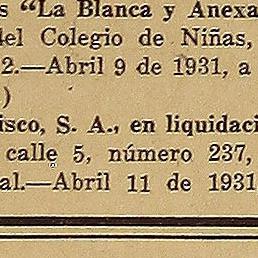 s “La Blanca y Anexa
del Colegio de Niñas,
2.—Abril 9 de 1931, a
)
isco, S. A., en liquidaci
calle 5, número 237,
al.—Abril 11 de 1931